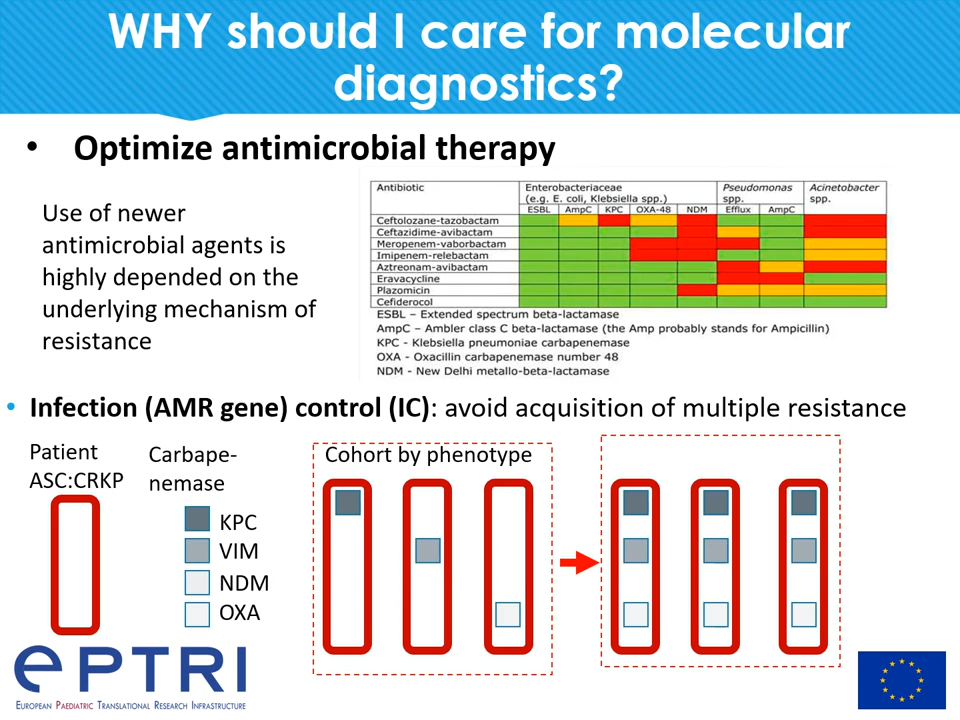 WHY should I care for molecular
diagnostics?
• Optimize antimicrobial therapy
Use of newer
antimicrobial agents is
highly depended on the
underlying mechanism of
resistance
Antibiotic
Enterobacteriaceae
(e.g. E. coli, Klebsiella spp.)
Pseudomonas
spp.
Acinetobacter
spp.
ESBL AmpC KPC OXA-48 NDM Efflux AmpC
Ceftolozane-tazobactam
Ceftazidime-avibactam
Meropenem-vaborbactam
Imipenem-relebactam
Aztreonam-avibactam
Eravacycline
Plazomicin
Cefiderocol
ESBL – Extended spectrum beta-lactamase
AmpC – Ambler class C beta-lactamase (the Amp probably stands for Ampicillin)
KPC - Klebsiella pneumoniae carbapenemase
OXA - Oxacillin carbapenemase number 48
NDM - New Delhi metallo-beta-lactamase
• Infection (AMR gene) control (IC): avoid acquisition of multiple resistance
Patient
ASC:CRKP
Carbape-
nemase
KPC
VIM
NDM
OXA
Cohort by phenotype
ePTRI
EUROPEAN PAEDIATRIC TRANSLATIONAL RESEARCH INFRASTRUCTURE